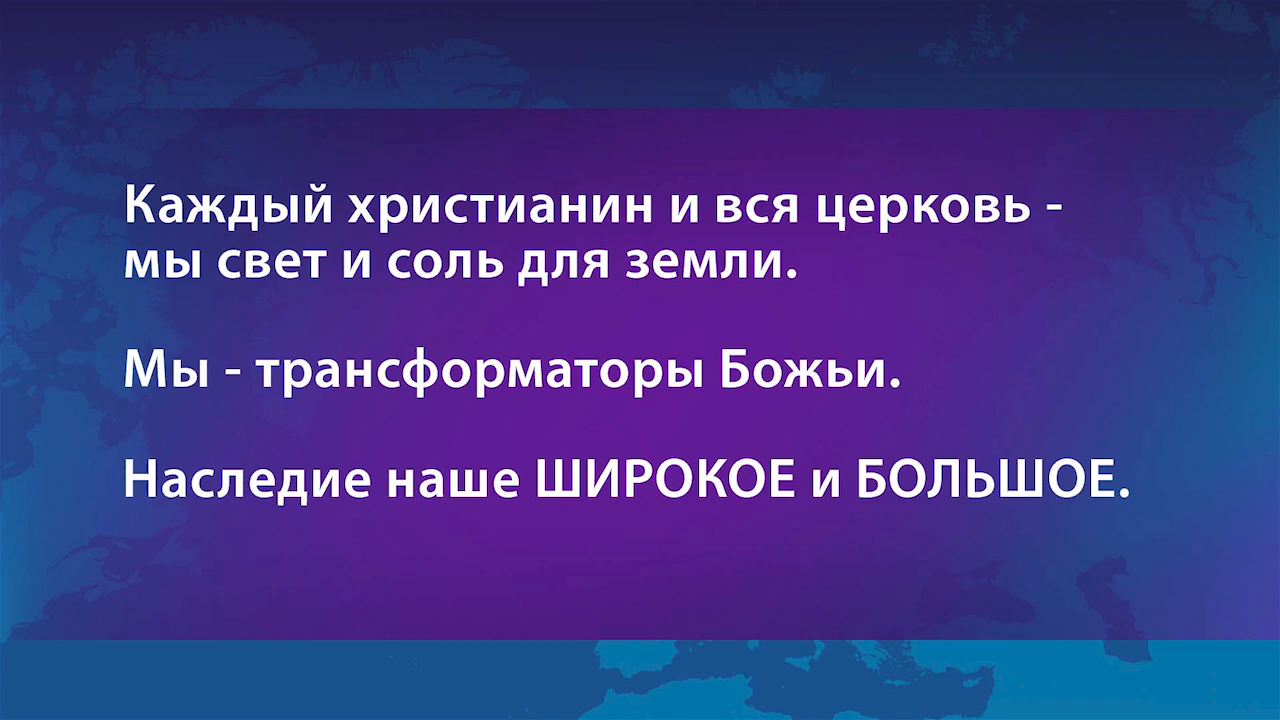 Каждый христианин и вся церковь -
мы свет и соль для земли.
Мы - трансформаторы Божьи.
Наследие наше ШИРОКОЕ и БОЛЬШОЕ.